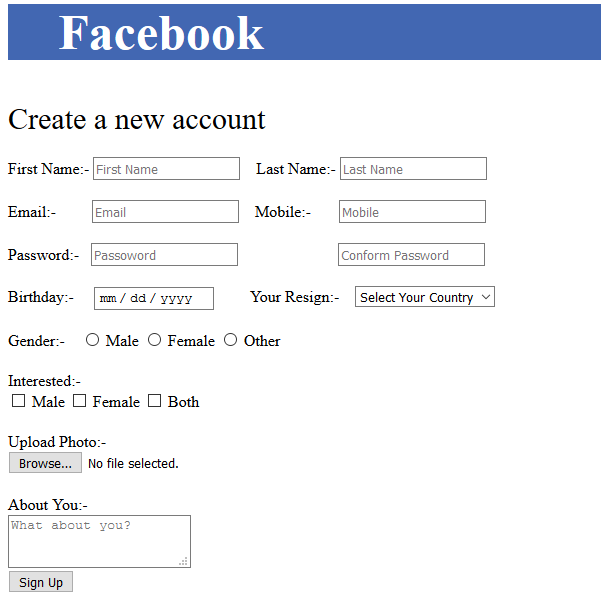 Facebook
Create a new account
First Name:- First Name Last Name:- Last Name
Email:- Email Mobile:- Mobile
Password:- Passoword Conform Password
Birthday:- mm / dd / yyyy Your Resign:- Select Your Country
Gender:- Male Female Other
Interested:-
Male Female Both
Upload Photo:-
Browse... No file selected.
About You:-
What about you?
Sign Up